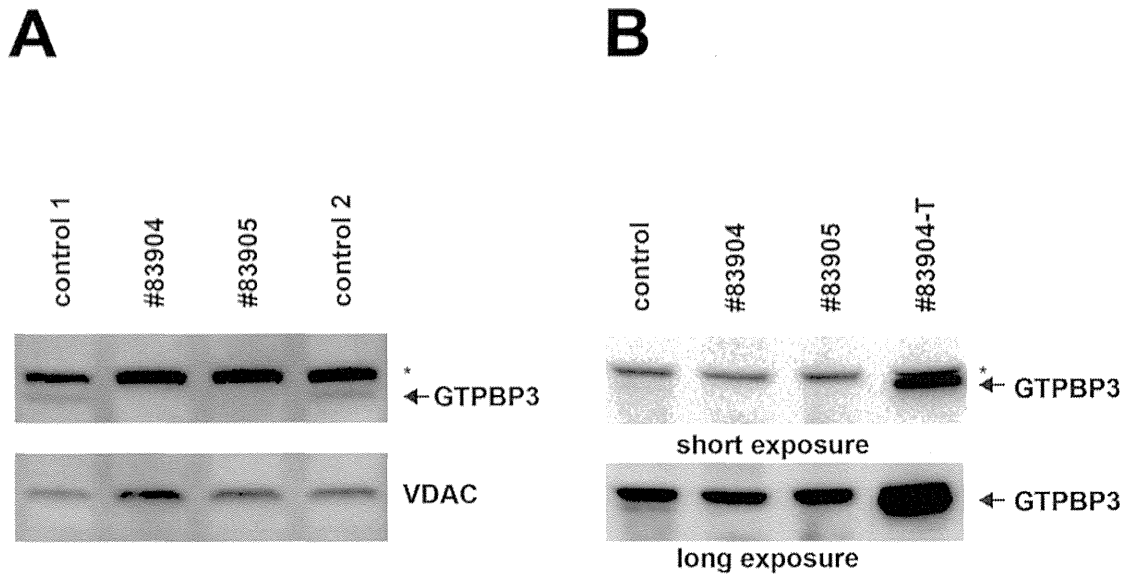 A
control 1
#83904
#83905
control 2
*
GTPBP3
VDAC
B
control
#83904
#83905
#83904-T
*
GTPBP3
short exposure
GTPBP3
long exposure